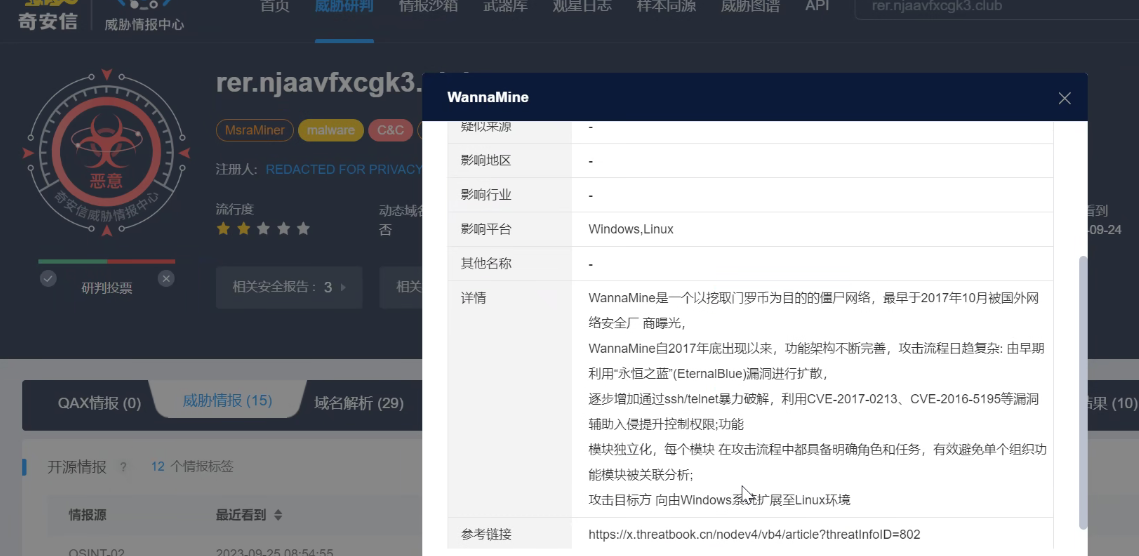 奇安信 威胁情报中心
首页 威胁研判 情报沙箱 武器库 观星日志 样本同源 威胁图谱 API rer.njaavfxcgk3.club
rer.njaavfxcgk3.
WannaMine
MsraMiner malware C&C
疑似来源 -
注册人: REDACTED FOR PRIVACY
影响地区 -
恶意
奇安信威胁情报中心
影响行业 -
流行度 动态域名
否
看到
-09-24
影响平台 Windows,Linux
其他名称 -
研判投票
相关安全报告: 3
相关
详情
WannaMine是一个以挖取门罗币为目的的僵尸网络，最早于2017年10月被国外网
络安全厂 商曝光，
WannaMine自2017年底出现以来，功能架构不断完善，攻击流程日趋复杂: 由早期
利用“永恒之蓝”(EternalBlue)漏洞进行扩散，
逐步增加通过ssh/telnet暴力破解，利用CVE-2017-0213、CVE-2016-5195等漏洞
辅助入侵提升控制权限;功能
模块独立化，每个模块 在攻击流程中都具备明确角色和任务，有效避免单个组织功
能模块被关联分析;
攻击目标方 向由Windows系统扩展至Linux环境
参考链接 https://x.threatbook.cn/nodev4/vb4/article?threatInfoID=802
QAX情报 (0) 威胁情报 (15) 域名解析 (29) 结果 (10)
开源情报 ? 12 个情报标签
情报源 最近看到
OSINT-02 2023-09-25 08:54:55